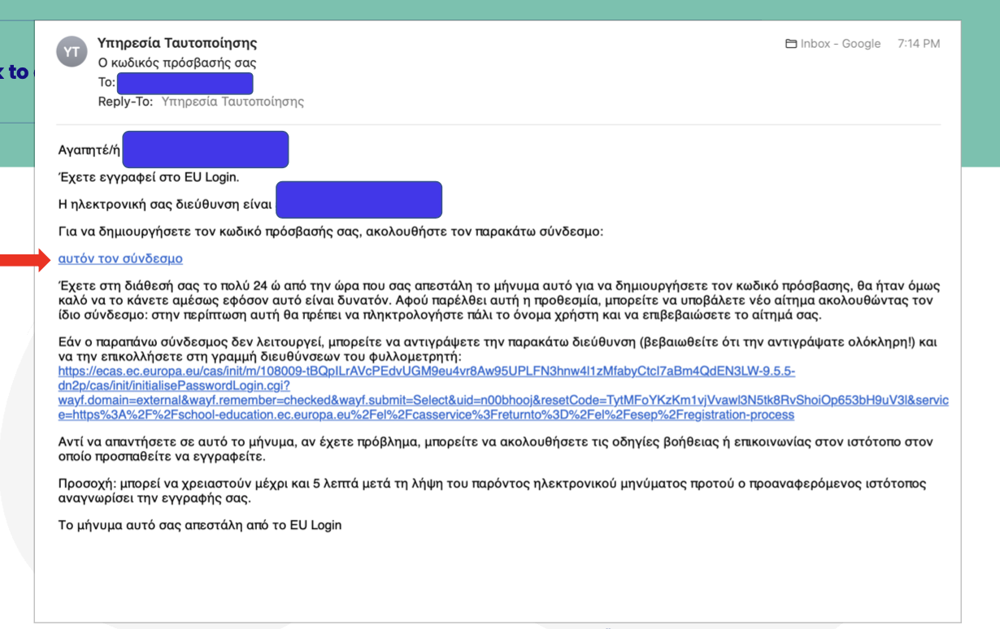 YT
Υπηρεσία Ταυτοποίησης
Inbox - Google 7:14 PM
Ο κωδικός πρόσβασής σας
To:
Reply-To: Υπηρεσία Ταυτοποίησης
to
Αγαπητέ/ή
Έχετε εγγραφεί στο EU Login.
Η ηλεκτρονική σας διεύθυνση είναι
Για να δημιουργήσετε τον κωδικό πρόσβασής σας, ακολουθήστε τον παρακάτω σύνδεσμο:
αυτόν τον σύνδεσμο
Έχετε στη διάθεσή σας το πολύ 24 ώ από την ώρα που σας απεστάλη το μήνυμα αυτό για να δημιουργήσετε τον κωδικό πρόσβασης, θα ήταν όμως
καλό να το κάνετε αμέσως εφόσον αυτό είναι δυνατόν. Αφού παρέλθει αυτή η προθεσμία, μπορείτε να υποβάλετε νέο αίτημα ακολουθώντας τον
ίδιο σύνδεσμο: στην περίπτωση αυτή θα πρέπει να πληκτρολογήστε πάλι το όνομα χρήστη και να επιβεβαιώσετε το αίτημά σας.
Εάν ο παραπάνω σύνδεσμος δεν λειτουργεί, μπορείτε να αντιγράψετε την παρακάτω διεύθυνση (βεβαιωθείτε ότι την αντιγράψατε ολόκληρη!) και
να την επικολλήσετε στη γραμμή διευθύνσεων του φυλλομετρητή:
https://ecas.ec.europa.eu/cas/init/m/108009-tBQpILrAVcPEdvUGM9eu4vr8Aw95UPLFN3hnw4l1zMfabyCtcl7aBm4QdEN3LW-9.5.5-
dn2p/cas/init/initialisePasswordLogin.cgi?
wayf.domain=external&wayf.remember=checked&wayf.submit=Select&uid=n00bhooj&resetCode=TytMFoYKzKm1vjVvawl3N5tk8RvShoiOp653bH9uV3l&servic
e=https%3A%2F%2Fschool-education.ec.europa.eu%2Fel%2Fcasservice%3Freturnto%3D%2Fel%2Fesep%2Fregistration-process
Αντί να απαντήσετε σε αυτό το μήνυμα, αν έχετε πρόβλημα, μπορείτε να ακολουθήσετε τις οδηγίες βοήθειας ή επικοινωνίας στον ιστότοπο στον
οποίο προσπαθείτε να εγγραφείτε.
Προσοχή: μπορεί να χρειαστούν μέχρι και 5 λεπτά μετά τη λήψη του παρόντος ηλεκτρονικού μηνύματος προτού ο προαναφερόμενος ιστότοπος
αναγνωρίσει την εγγραφής σας.
Το μήνυμα αυτό σας απεστάλη από το EU Login